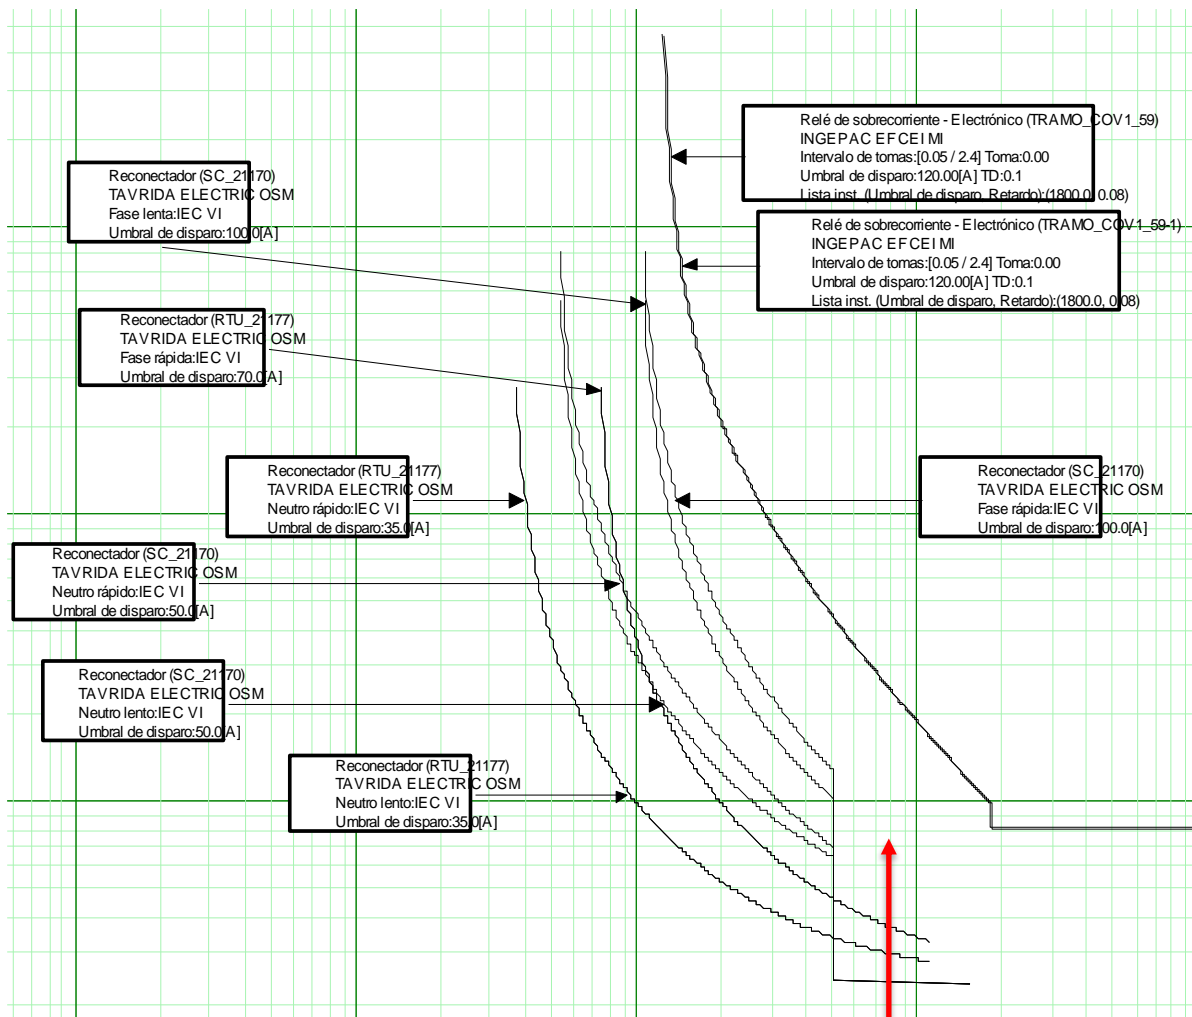 Relé de sobrecorriente - Electrónico (TRAMO_COV1_59)
INGEPAC EFCEI MI
Intervalo de tomas:[0.05 / 2.4] Toma:0.00
Umbral de disparo:120.00[A] TD:0.1
Lista inst. (Umbral de disparo, Retardo):(1800.0, 0.08)
Reconectador (SC_21170)
TAVRIDA ELECTRIC OSM
Fase lenta:IEC VI
Umbral de disparo:100.0[A]
Relé de sobrecorriente - Electrónico (TRAMO_COV1_59-1)
INGEPAC EFCEI MI
Intervalo de tomas:[0.05 / 2.4] Toma:0.00
Umbral de disparo:120.00[A] TD:0.1
Lista inst. (Umbral de disparo, Retardo):(1800.0, 0.08)
Reconectador (RTU_21177)
TAVRIDA ELECTRIC OSM
Fase rápida:IEC VI
Umbral de disparo:70.0[A]
Reconectador (RTU_21177)
TAVRIDA ELECTRIC OSM
Neutro rápido:IEC VI
Umbral de disparo:35.0[A]
Reconectador (SC_21170)
TAVRIDA ELECTRIC OSM
Fase rápida:IEC VI
Umbral de disparo:100.0[A]
Reconectador (SC_21170)
TAVRIDA ELECTRIC OSM
Neutro rápido:IEC VI
Umbral de disparo:50.0[A]
Reconectador (SC_21170)
TAVRIDA ELECTRIC OSM
Neutro lento:IEC VI
Umbral de disparo:50.0[A]
Reconectador (RTU_21177)
TAVRIDA ELECTRIC OSM
Neutro lento:IEC VI
Umbral de disparo:35.0[A]